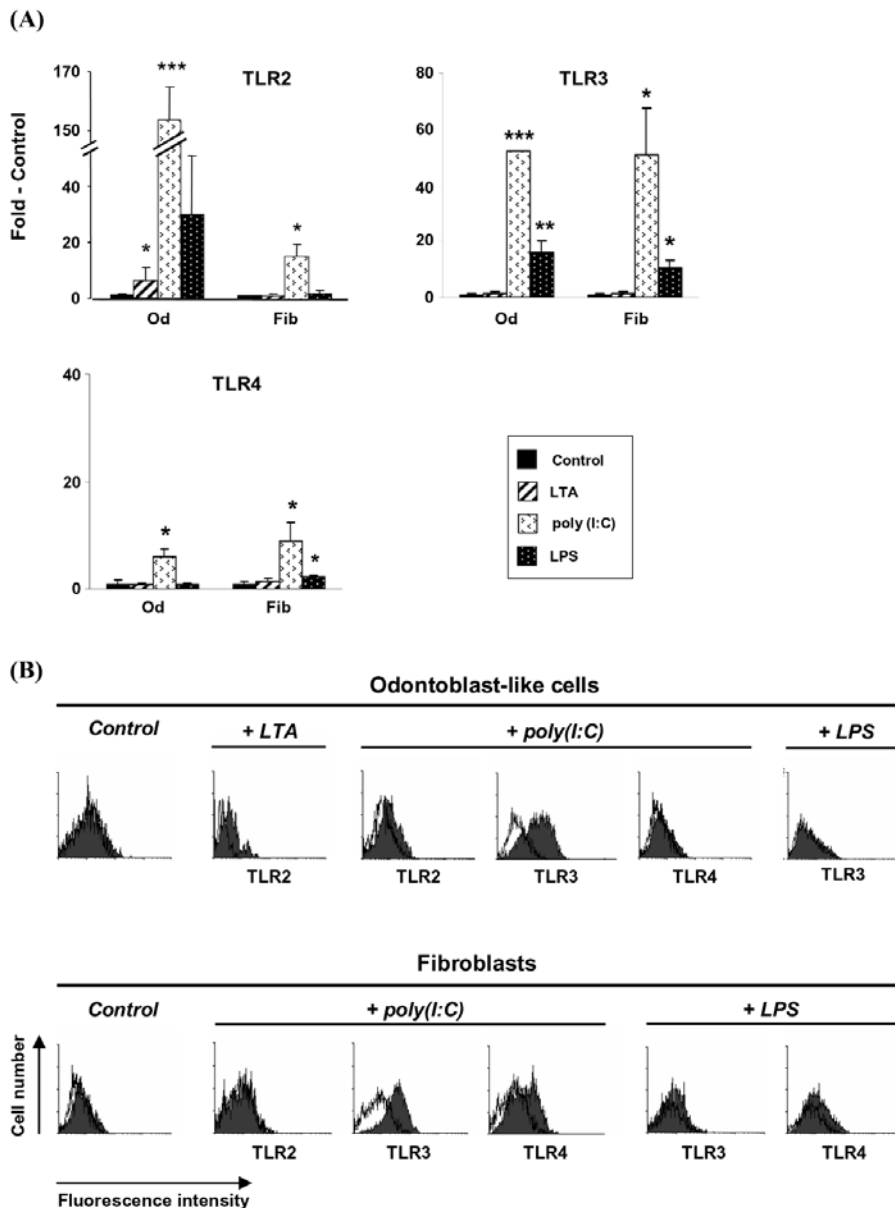 (A)
TLR2
Fold - Control
170
150
40
20
0
***
*
*
Od
Fib
TLR3
80
60
40
20
0
***
**
*
*
Od
Fib
TLR4
40
20
0
*
*
*
Od
Fib
Control
LTA
poly (I:C)
LPS
(B)
Odontoblast-like cells
Control
+ LTA
+ poly(I:C)
+ LPS
TLR2
TLR2
TLR3
TLR4
TLR3
Fibroblasts
Control
+ poly(I:C)
+ LPS
Cell number
TLR2
TLR3
TLR4
TLR3
TLR4
Fluorescence intensity